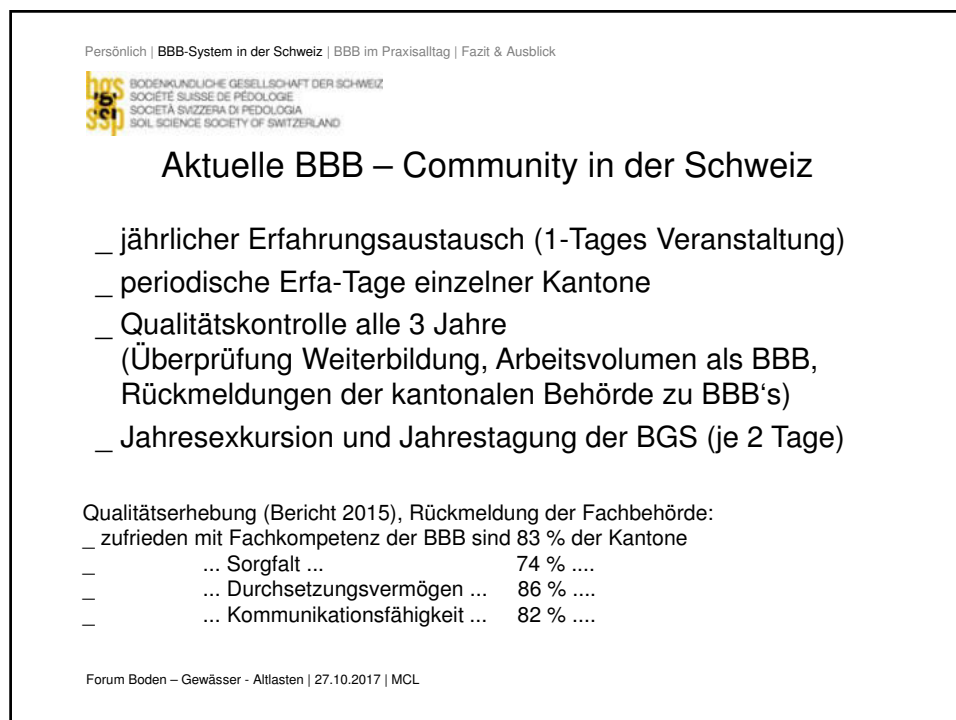 Persönlich | BBB-System in der Schweiz | BBB im Praxisalltag | Fazit & Ausblick
bgs
'g'
ssp
BODENKUNDLICHE GESELLSCHAFT DER SCHWEIZ
SOCIÉTÉ SUISSE DE PÉDOLOGIE
SOCIETÀ SVIZZERA DI PEDOLOGIA
SOIL SCIENCE SOCIETY OF SWITZERLAND
Aktuelle BBB – Community in der Schweiz
_ jährlicher Erfahrungsaustausch (1-Tages Veranstaltung)
_ periodische Erfa-Tage einzelner Kantone
_ Qualitätskontrolle alle 3 Jahre
(Überprüfung Weiterbildung, Arbeitsvolumen als BBB,
Rückmeldungen der kantonalen Behörde zu BBB‘s)
_ Jahresexkursion und Jahrestagung der BGS (je 2 Tage)
Qualitätserhebung (Bericht 2015), Rückmeldung der Fachbehörde:
_ zufrieden mit Fachkompetenz der BBB sind 83 % der Kantone
_ ... Sorgfalt ... 74 % ....
_ ... Durchsetzungsvermögen ... 86 % ....
_ ... Kommunikationsfähigkeit ... 82 % ....
Forum Boden – Gewässer - Altlasten | 27.10.2017 | MCL